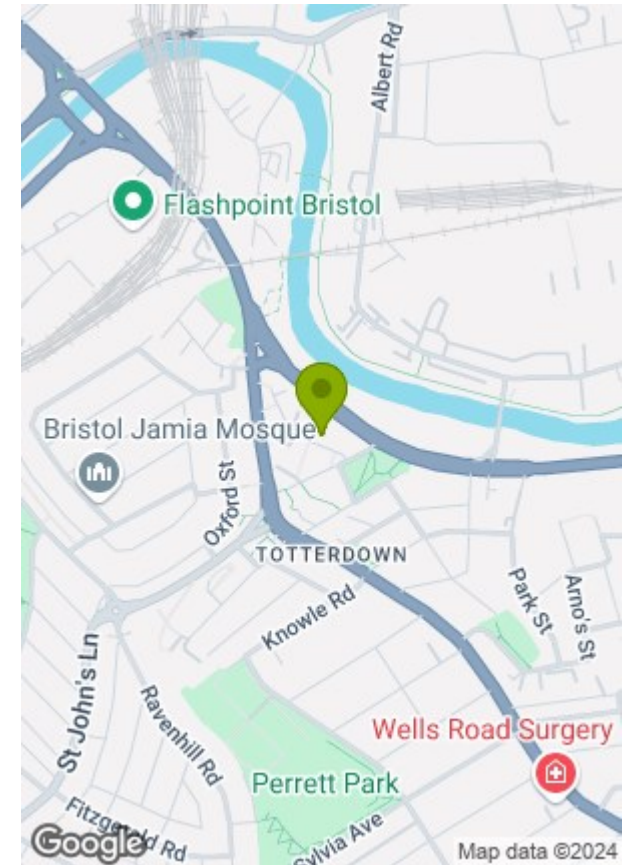 Albert Rd
Flashpoint Bristol
Bristol Jamia Mosque
Oxford St
TOTTERDOWN
Knowle Rd
Park St
Arno's St
St John's Ln
Ravenhill Rd
Wells Road Surgery
Perrett Park
Fitzgerald Rd
Sylvia Ave
Google
Map data ©2024